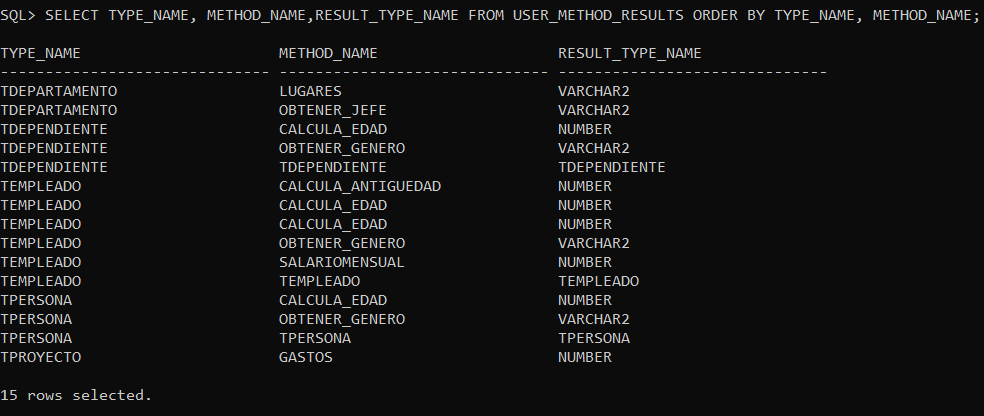 SQL> SELECT TYPE_NAME, METHOD_NAME,RESULT_TYPE_NAME FROM USER_METHOD_RESULTS ORDER BY TYPE_NAME, METHOD_NAME;
TYPE_NAME                      METHOD_NAME                    RESULT_TYPE_NAME
------------------------------ ------------------------------ ------------------------------
TDEPARTAMENTO                  LUGARES                        VARCHAR2
TDEPARTAMENTO                  OBTENER_JEFE                   VARCHAR2
TDEPENDIENTE                   CALCULA_EDAD                   NUMBER
TDEPENDIENTE                   OBTENER_GENERO                 VARCHAR2
TDEPENDIENTE                   TDEPENDIENTE                   TDEPENDIENTE
TEMPLEADO                      CALCULA_ANTIGUEDAD             NUMBER
TEMPLEADO                      CALCULA_EDAD                   NUMBER
TEMPLEADO                      CALCULA_EDAD                   NUMBER
TEMPLEADO                      OBTENER_GENERO                 VARCHAR2
TEMPLEADO                      SALARIOMENSUAL                 NUMBER
TEMPLEADO                      TEMPLEADO                      TEMPLEADO
TPERSONA                       CALCULA_EDAD                   NUMBER
TPERSONA                       OBTENER_GENERO                 VARCHAR2
TPERSONA                       TPERSONA                       TPERSONA
TPROYECTO                      GASTOS                         NUMBER
15 rows selected.